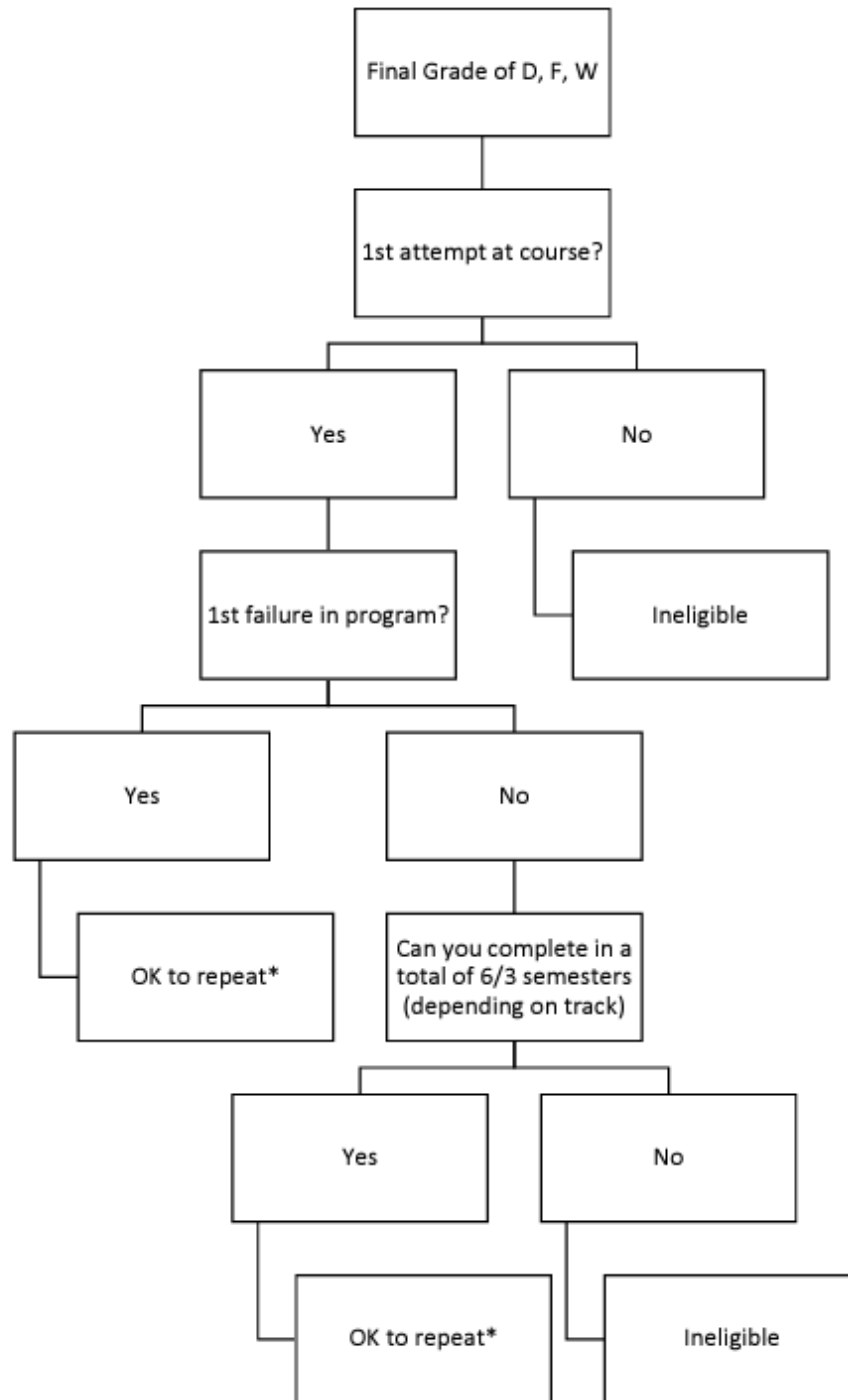 Final Grade of D, F, W
1st attempt at course?
Yes
No
1st failure in program?
Ineligible
Yes
No
OK to repeat*
Can you complete in a
total of 6/3 semesters
(depending on track)
Yes
No
OK to repeat*
Ineligible